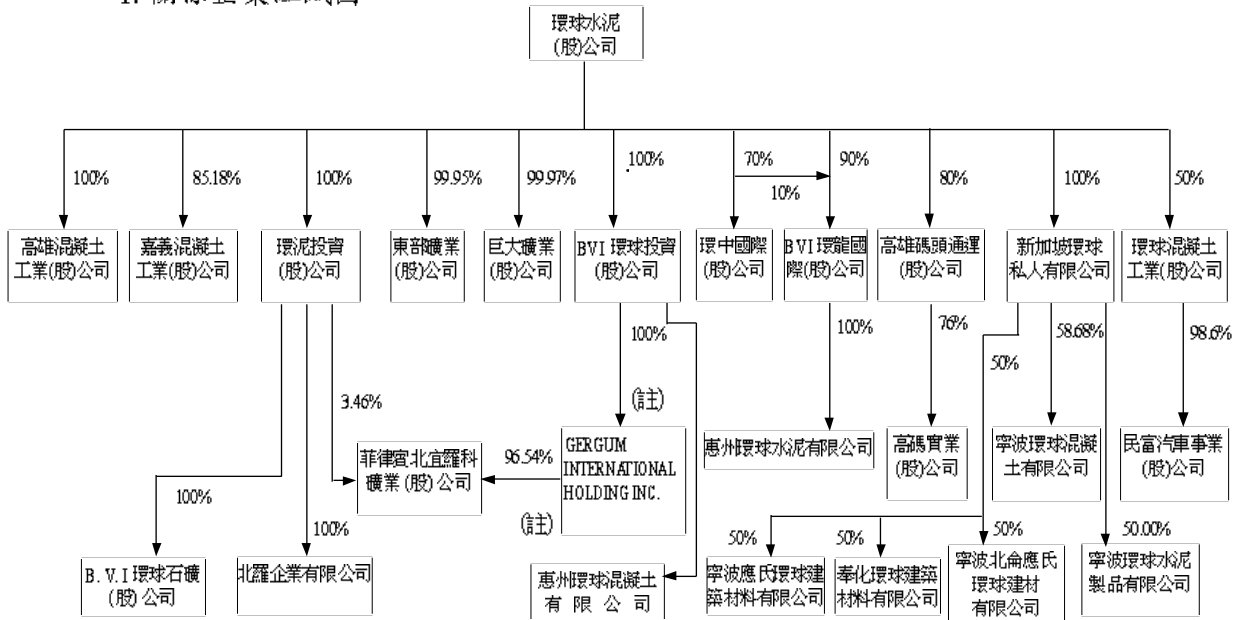 1. 關係企業組織圖
環球水泥
(股)公司
100%
85.18%
100%
99.95%
99.97%
100%
70%
10%
90%
80%
100%
50%
高雄混凝土
工業(股)公司
嘉義混凝土
工業(股)公司
環泥投資
(股)公司
東部礦業
(股)公司
巨大礦業
(股)公司
BVI 環球投資
(股)公司
環中國際
(股)公司
BVI環龍國
際(股)公司
高雄碼頭通運
(股)公司
新加坡環球
私人有限公司
環球混凝土
工業(股)公司
100%
100%
76%
50%
58.68%
98.6%
3.46%
(註)
菲律賓北宜羅科
礦業(股)公司
96.54%
GERGUM
INTERNATIONAL
HOLDING INC.
(註)
惠州環球水泥有限公司
高碼實業
(股)公司
寧波環球混凝
土有限公司
民富汽車事業
(股)公司
100%
100%
50%
50%
50%
50.00%
B.V.I環球石礦
(股)公司
北羅企業有限公司
惠州環球混凝土
有限公司
寧波應氏環球建
築材料有限公司
奉化環球建築
材料有限公司
寧波北侖應氏
環球建材
有限公司
寧波環球水泥
製品有限公司